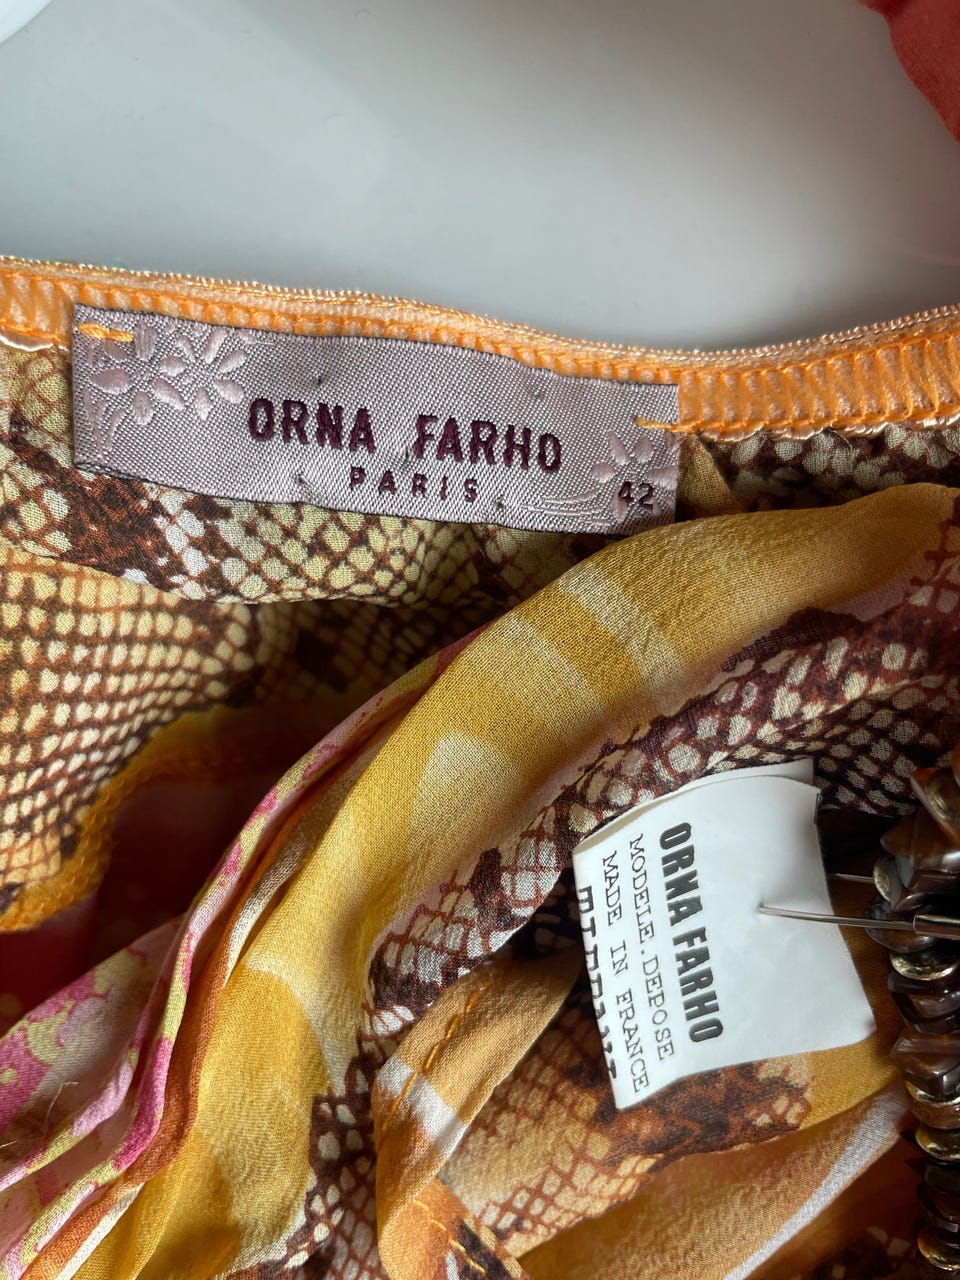 ORNA FARHO
PARIS
42
ORNA FARHO
MODELE.DEPOSE
MADE IN FRANCE